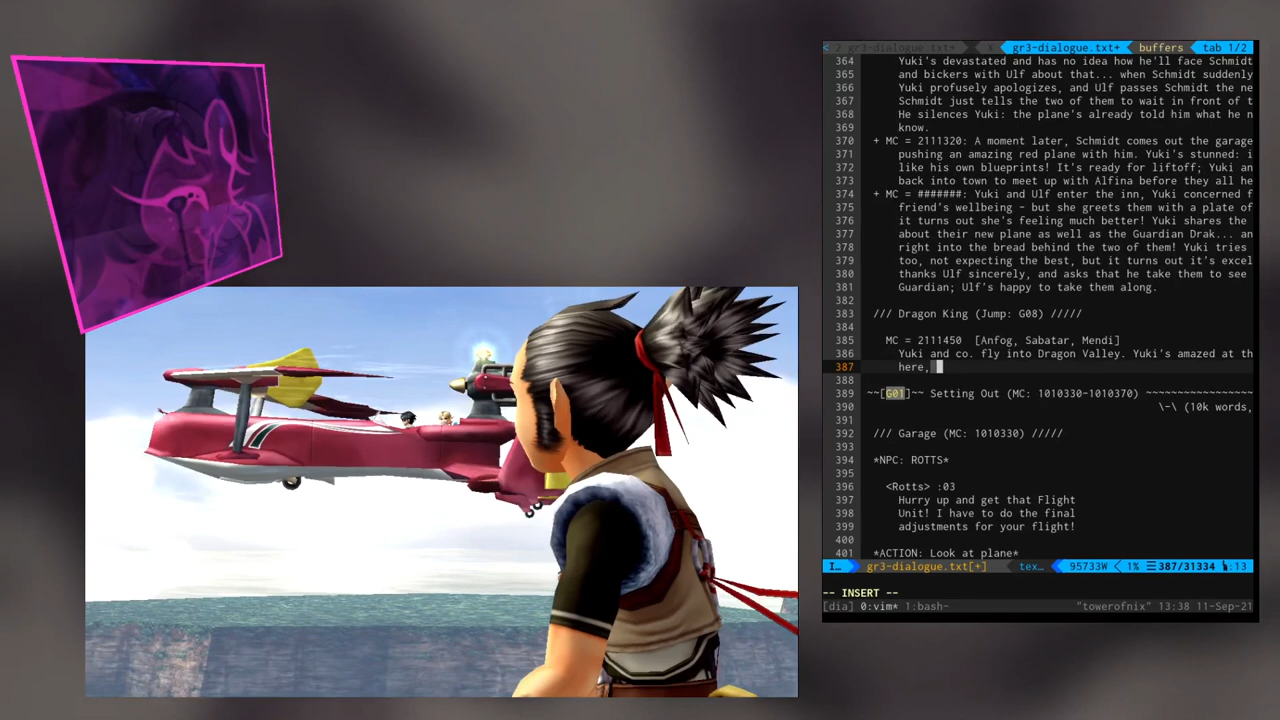 < 2 gr3-dialogue.txt+ X gr3-dialogue.txt+ buffers tab 1/2
364 Yuki's devastated and has no idea how he'll face Schmidt
365 and bickers with Ulf about that... when Schmidt suddenly
366 Yuki profusely apologizes, and Ulf passes Schmidt the ne
367 Schmidt just tells the two of them to wait in front of t
368 He silences Yuki: the plane's already told him what he n
369 know.
370 + MC = 2111320: A moment later, Schmidt comes out the garage
371 pushing an amazing red plane with him. Yuki's stunned: i
372 like his own blueprints! It's ready for liftoff; Yuki an
373 back into town to meet up with Alfina before they all he
374 + MC = #######: Yuki and Ulf enter the inn, Yuki concerned f
375 friend's wellbeing - but she greets them with a plate of
376 it turns out she's feeling much better! Yuki shares the
377 about their new plane as well as the Guardian Drak... an
378 right into the bread behind the two of them! Yuki tries
379 too, not expecting the best, but it turns out it's excel
380 thanks Ulf sincerely, and asks that he take them to see
381 Guardian; Ulf's happy to take them along.
382
383 /// Dragon King (Jump: G08) /////
384
385 MC = 2111450 [Anfog, Sabatar, Mendi]
386 Yuki and co. fly into Dragon Valley. Yuki's amazed at th
387 here,
388
389 ~~[G01]~~ Setting Out (MC: 1010330-1010370) ~~~~~~~~~~~~~~~~~
390 \-\ (10k words,
391
392 /// Garage (MC: 1010330) /////
393
394 *NPC: ROTTS*
395
396 <Rotts> :03
397 Hurry up and get that Flight
398 Unit! I have to do the final
399 adjustments for your flight!
400
401 *ACTION: Look at plane*
I… gr3-dialogue.txt[+] tex… 95733W 1% ☰387/31334 :13
-- INSERT --
[dia] 0:vim* 1:bash- "towerofnix" 13:38 11-Sep-21